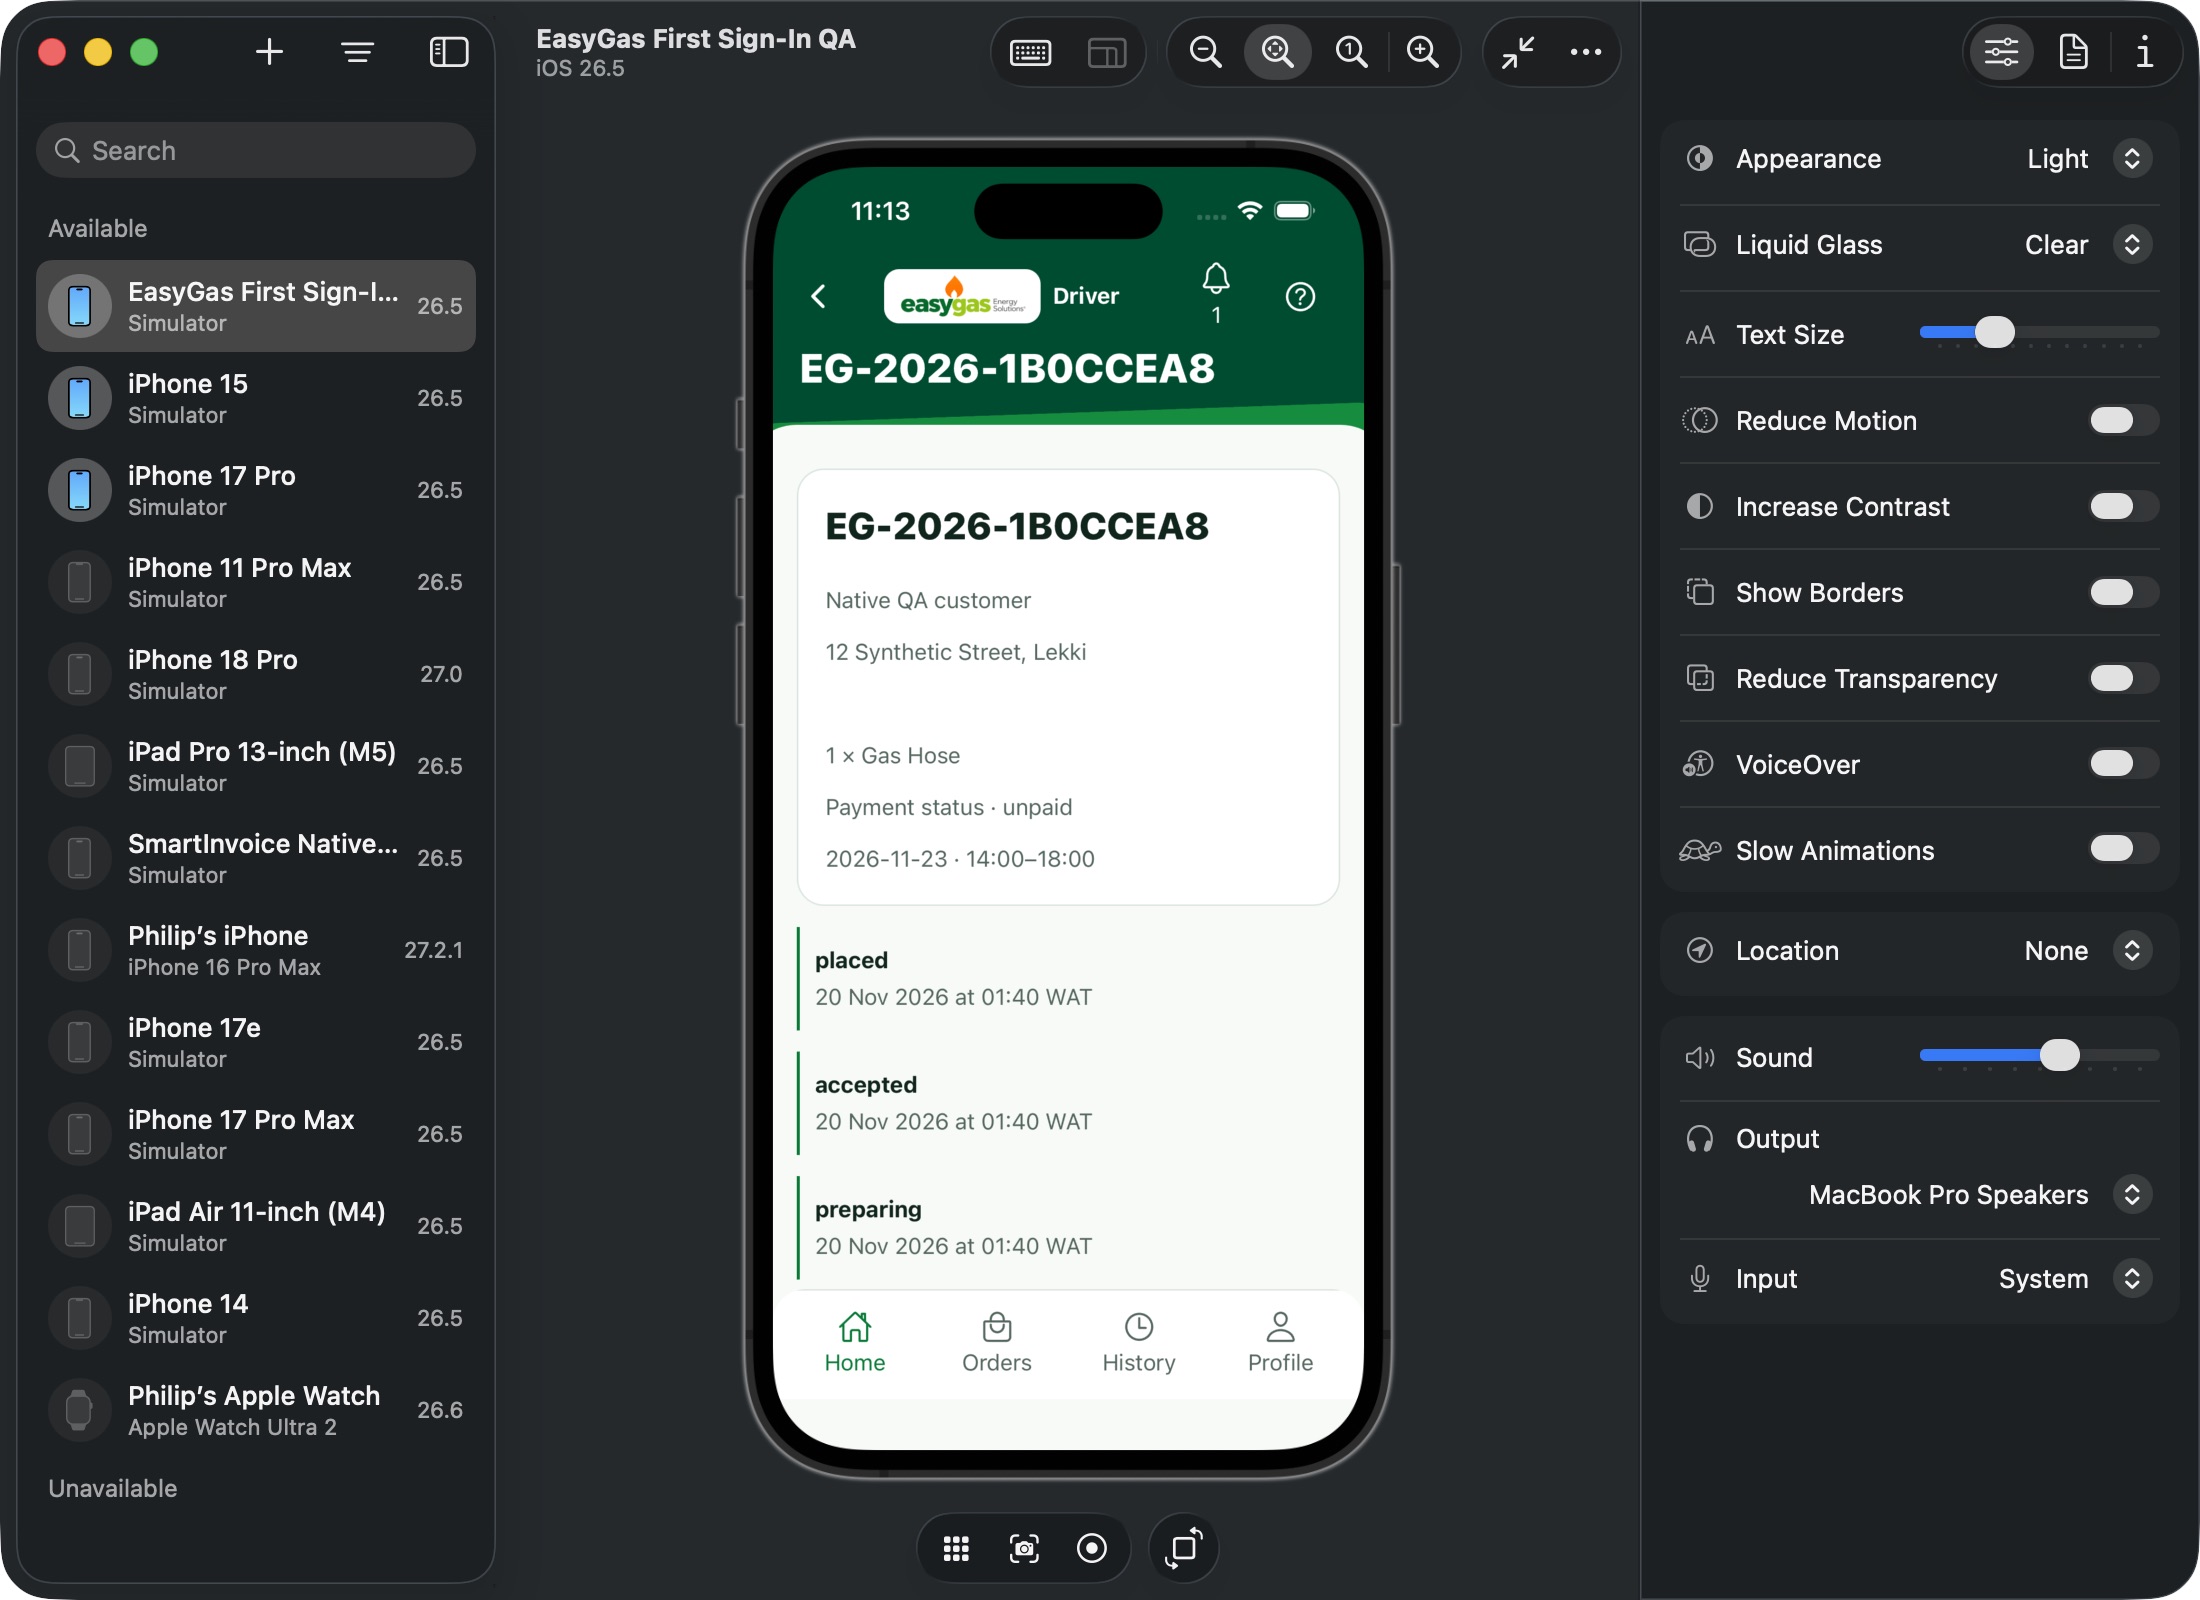 EasyGas First Sign-In QA
iOS 26.5
Search
Available
EasyGas First Sign-I...
Simulator
26.5
iPhone 15
Simulator
26.5
iPhone 17 Pro
Simulator
26.5
iPhone 11 Pro Max
Simulator
26.5
iPhone 18 Pro
Simulator
27.0
iPad Pro 13-inch (M5)
Simulator
26.5
SmartInvoice Native...
Simulator
26.5
Philip’s iPhone
iPhone 16 Pro Max
27.2.1
iPhone 17e
Simulator
26.5
iPhone 17 Pro Max
Simulator
26.5
iPad Air 11-inch (M4)
Simulator
26.5
iPhone 14
Simulator
26.5
Philip’s Apple Watch
Apple Watch Ultra 2
26.6
Unavailable
11:13
easygas Energy Solutions
Driver
1
EG-2026-1B0CCEA8
EG-2026-1B0CCEA8
Native QA customer
12 Synthetic Street, Lekki
1 × Gas Hose
Payment status · unpaid
2026-11-23 · 14:00–18:00
placed
20 Nov 2026 at 01:40 WAT
accepted
20 Nov 2026 at 01:40 WAT
preparing
20 Nov 2026 at 01:40 WAT
Home
Orders
History
Profile
Appearance
Light
Liquid Glass
Clear
Text Size
Reduce Motion
Increase Contrast
Show Borders
Reduce Transparency
VoiceOver
Slow Animations
Location
None
Sound
Output
MacBook Pro Speakers
Input
System